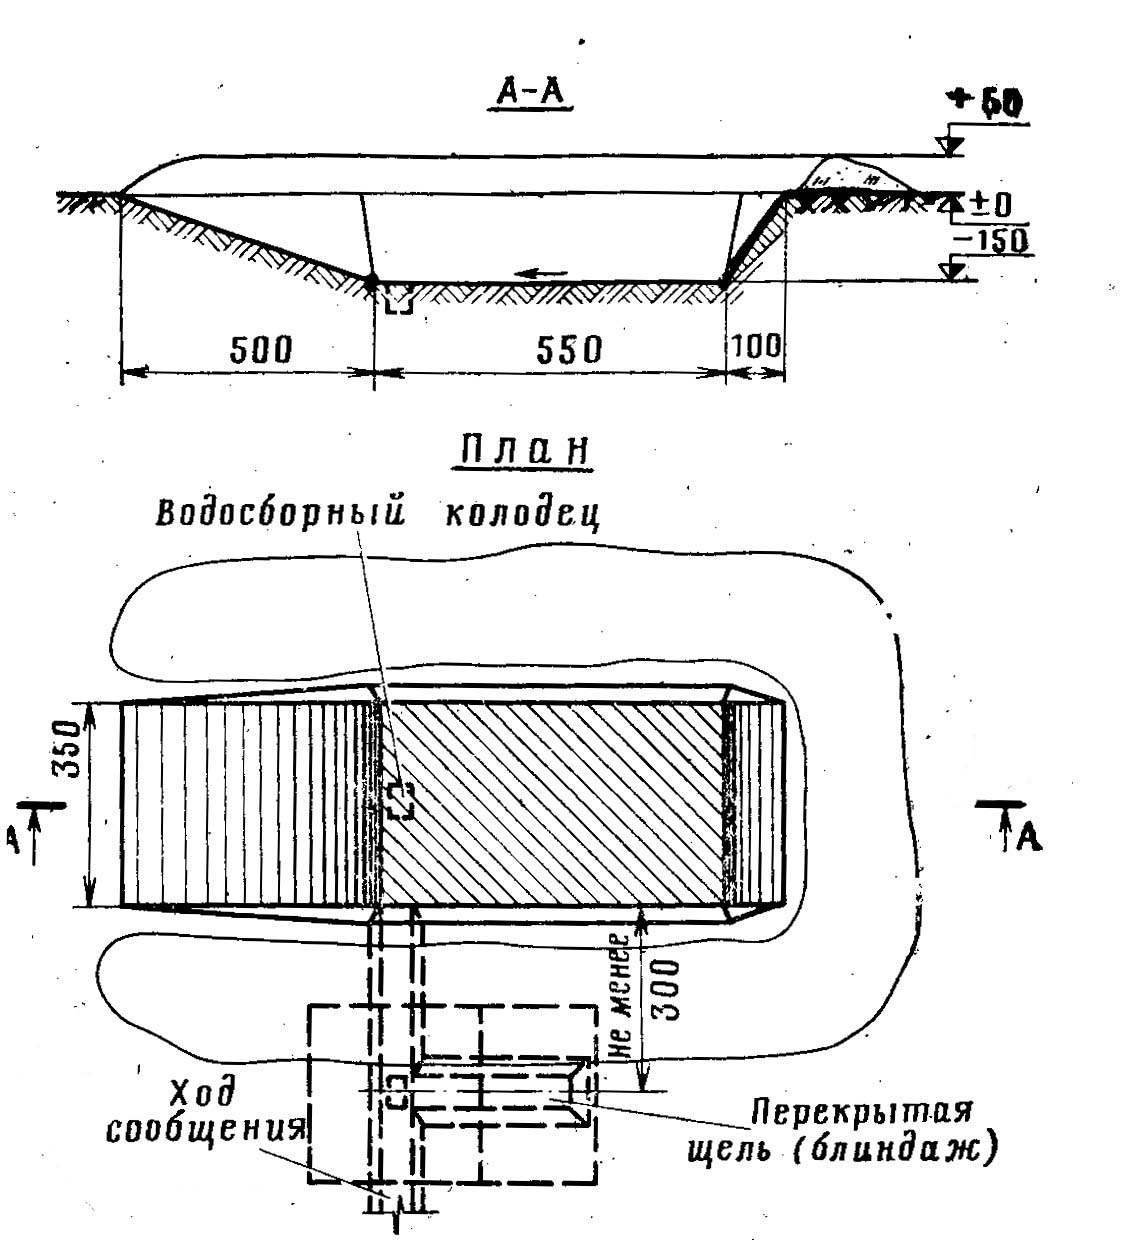 А-А
+50
±0
-150
500
550
100
План
Водосборный колодец
350
А
А
не менее
300
Ход
сообщения
Перекрытая
щель (блиндаж)